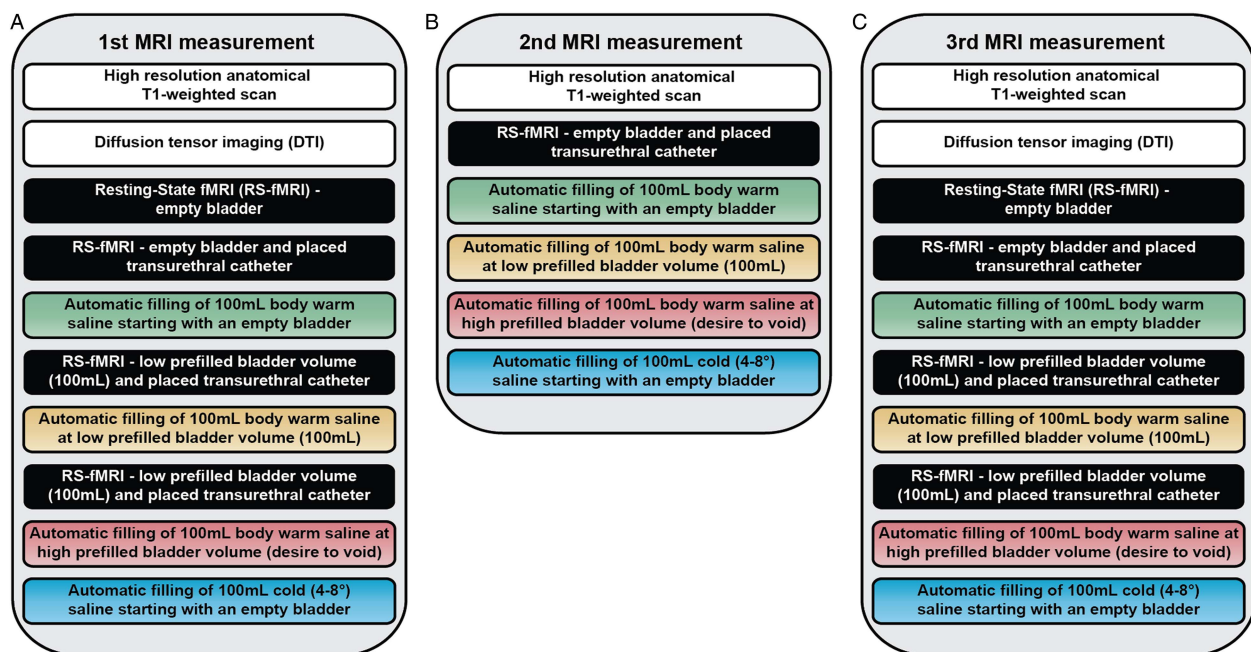 A
1st MRI measurement
High resolution anatomical
T1-weighted scan
Diffusion tensor imaging (DTI)
Resting-State fMRI (RS-fMRI) -
empty bladder
RS-fMRI - empty bladder and placed
transurethral catheter
Automatic filling of 100mL body warm
saline starting with an empty bladder
RS-fMRI - low prefilled bladder volume
(100mL) and placed transurethral catheter
Automatic filling of 100mL body warm saline
at low prefilled bladder volume (100mL)
RS-fMRI - low prefilled bladder volume
(100mL) and placed transurethral catheter
Automatic filling of 100mL body warm saline at
high prefilled bladder volume (desire to void)
Automatic filling of 100mL cold (4-8°)
saline starting with an empty bladder
B
2nd MRI measurement
High resolution anatomical
T1-weighted scan
RS-fMRI - empty bladder and placed
transurethral catheter
Automatic filling of 100mL body warm
saline starting with an empty bladder
Automatic filling of 100mL body warm saline
at low prefilled bladder volume (100mL)
Automatic filling of 100mL body warm saline at
high prefilled bladder volume (desire to void)
Automatic filling of 100mL cold (4-8°)
saline starting with an empty bladder
C
3rd MRI measurement
High resolution anatomical
T1-weighted scan
Diffusion tensor imaging (DTI)
Resting-State fMRI (RS-fMRI) -
empty bladder
RS-fMRI - empty bladder and placed
transurethral catheter
Automatic filling of 100mL body warm
saline starting with an empty bladder
RS-fMRI - low prefilled bladder volume
(100mL) and placed transurethral catheter
Automatic filling of 100mL body warm saline
at low prefilled bladder volume (100mL)
RS-fMRI - low prefilled bladder volume
(100mL) and placed transurethral catheter
Automatic filling of 100mL body warm saline at
high prefilled bladder volume (desire to void)
Automatic filling of 100mL cold (4-8°)
saline starting with an empty bladder